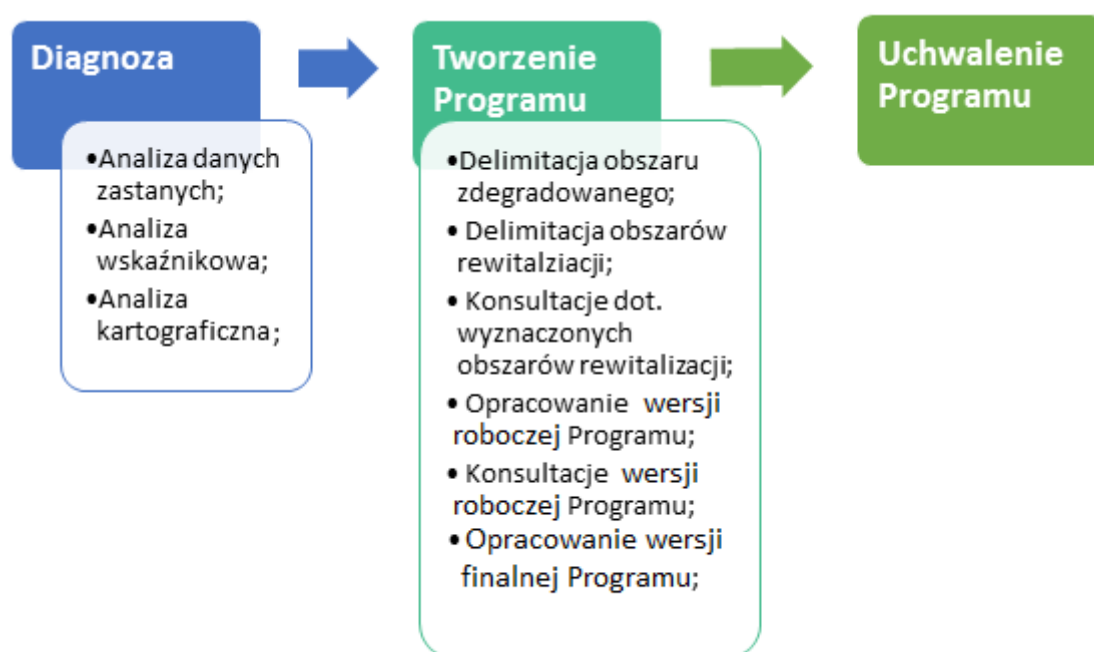 Diagnoza
•Analiza danych
zastanych;
•Analiza
wskaźnikowa;
•Analiza
kartograficzna;
Tworzenie
Programu
•Delimitacja obszaru
zdegradowanego;
• Delimitacja obszarów
rewitalziacji;
• Konsultacje dot.
wyznaczonych
obszarów rewitalizacji;
• Opracowanie wersji
roboczej Programu;
• Konsultacje wersji
roboczej Programu;
• Opracowanie wersji
finalnej Programu;
Uchwalenie
Programu